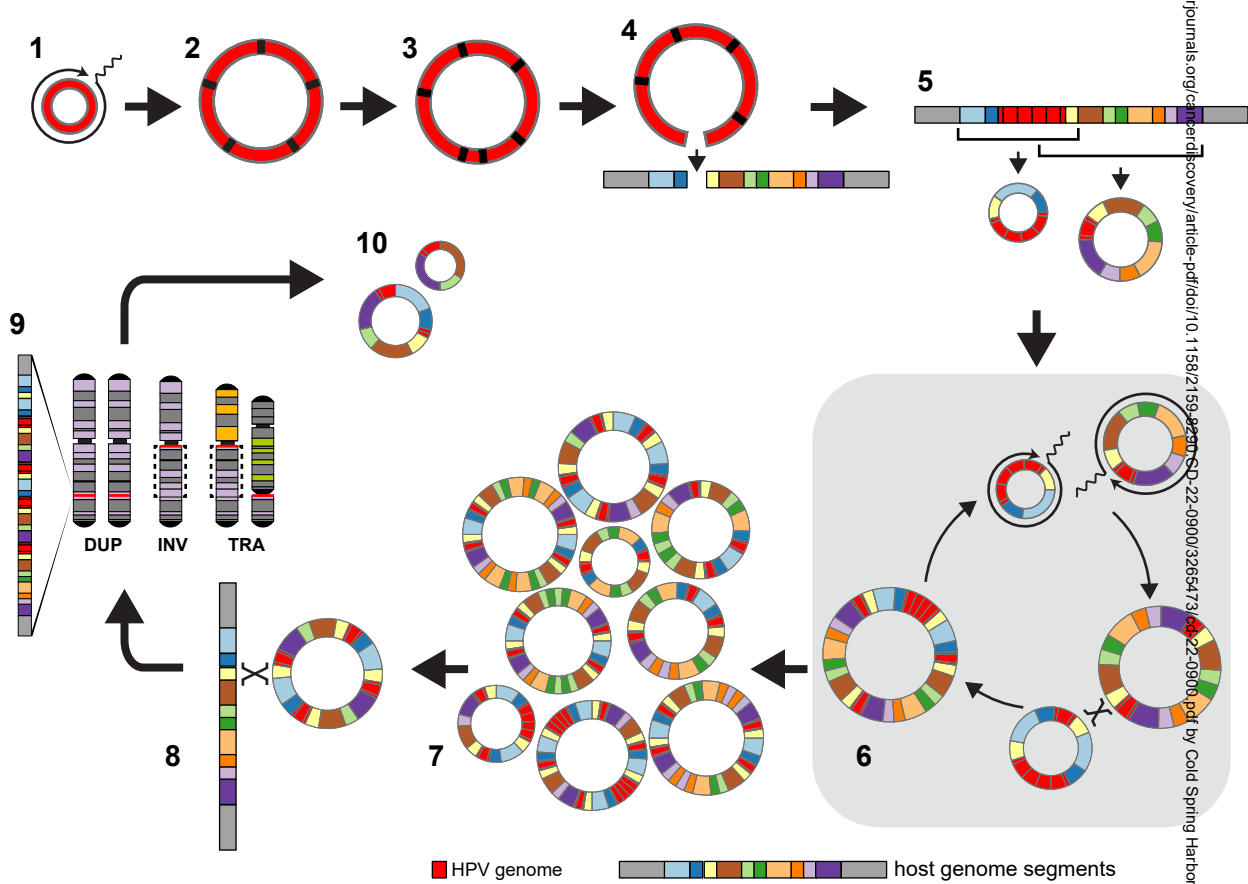 1
2
3
4
5
10
9
DUP
INV
TRA
8
7
6
HPV genome
host genome segments
rjournals.org/cancerdiscovery/article-pdf/doi/10.1158/2159-8290.CD-22-0900/3265473/cd-22-0900.pdf by Cold Spring Harbor